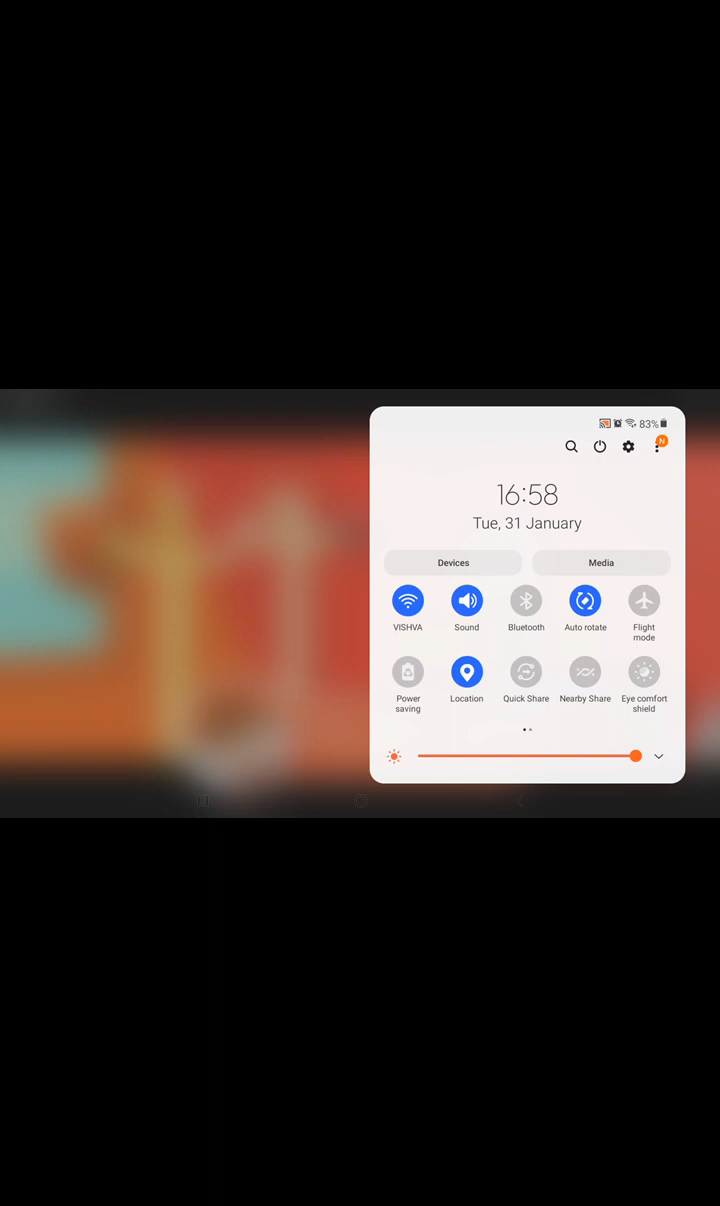 83%
N
16:58
Tue, 31 January
Devices Media
VISHVA Sound Bluetooth Auto rotate Flight
mode
Power
saving
Location Quick Share Nearby Share Eye comfort
shield